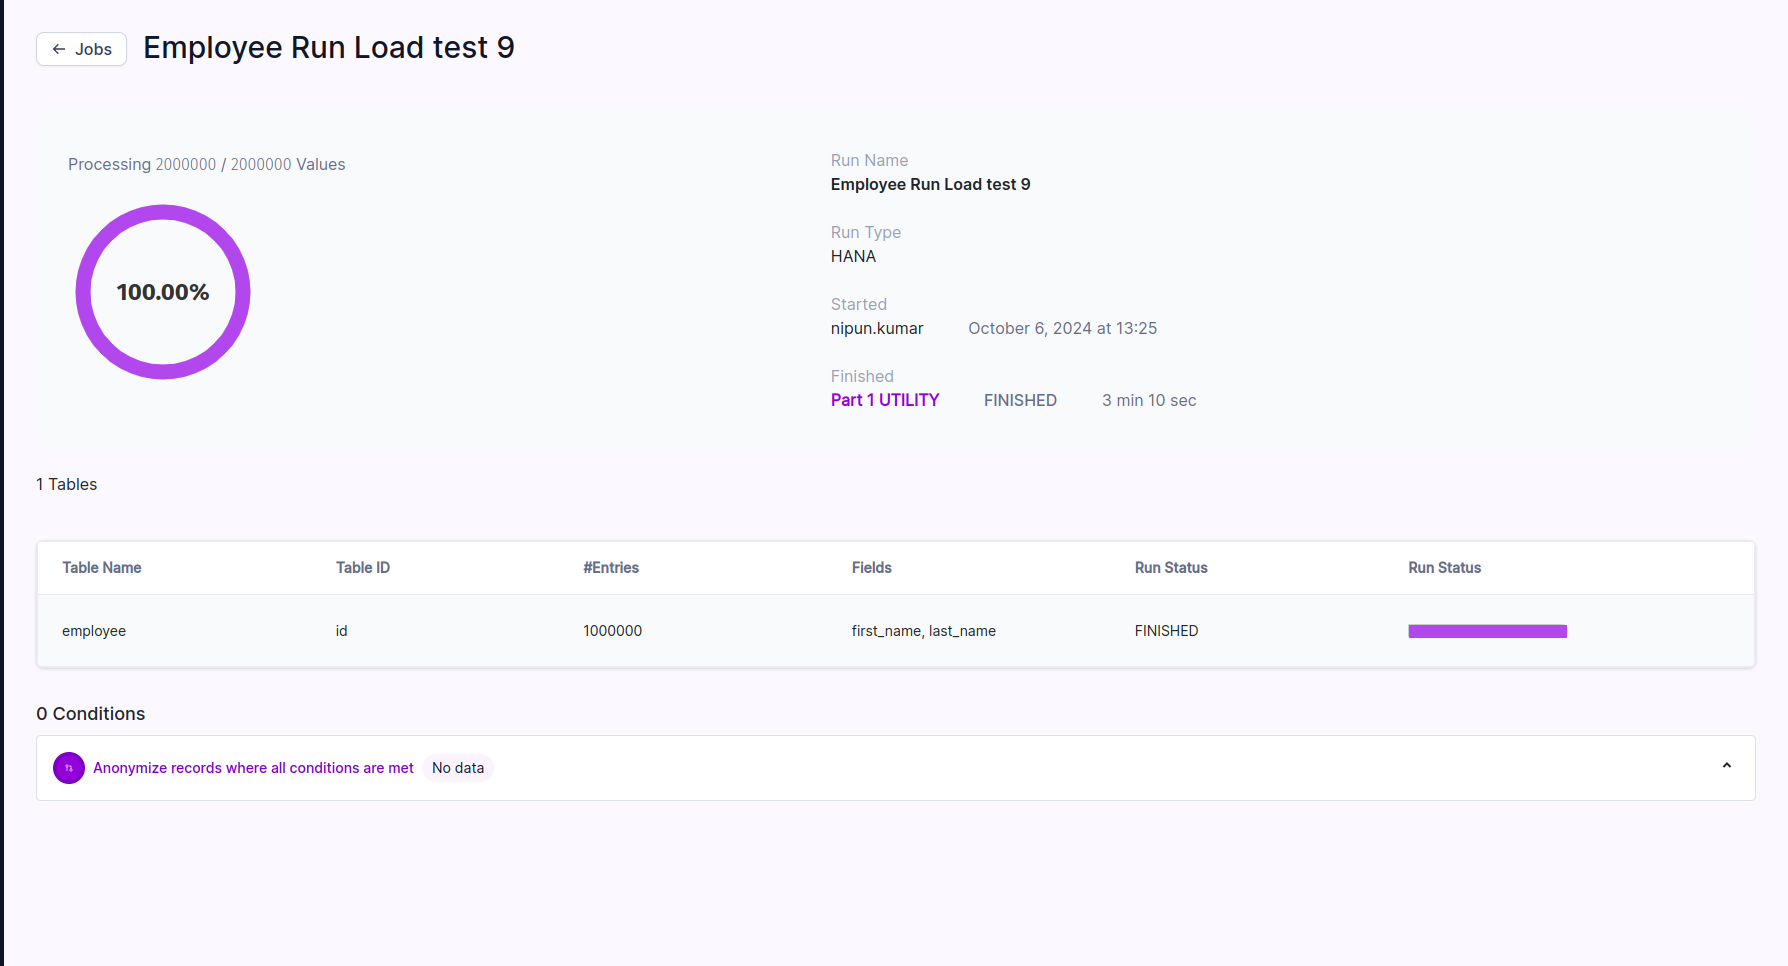 Jobs
Employee Run Load test 9
Processing 2000000 / 2000000 Values
100.00%
Run Name
Employee Run Load test 9
Run Type
HANA
Started
nipun.kumar October 6, 2024 at 13:25
Finished
Part 1 UTILITY FINISHED 3 min 10 sec
1 Tables
Table Name Table ID #Entries Fields Run Status Run Status
employee id 1000000 first_name, last_name FINISHED
0 Conditions
Anonymize records where all conditions are met No data